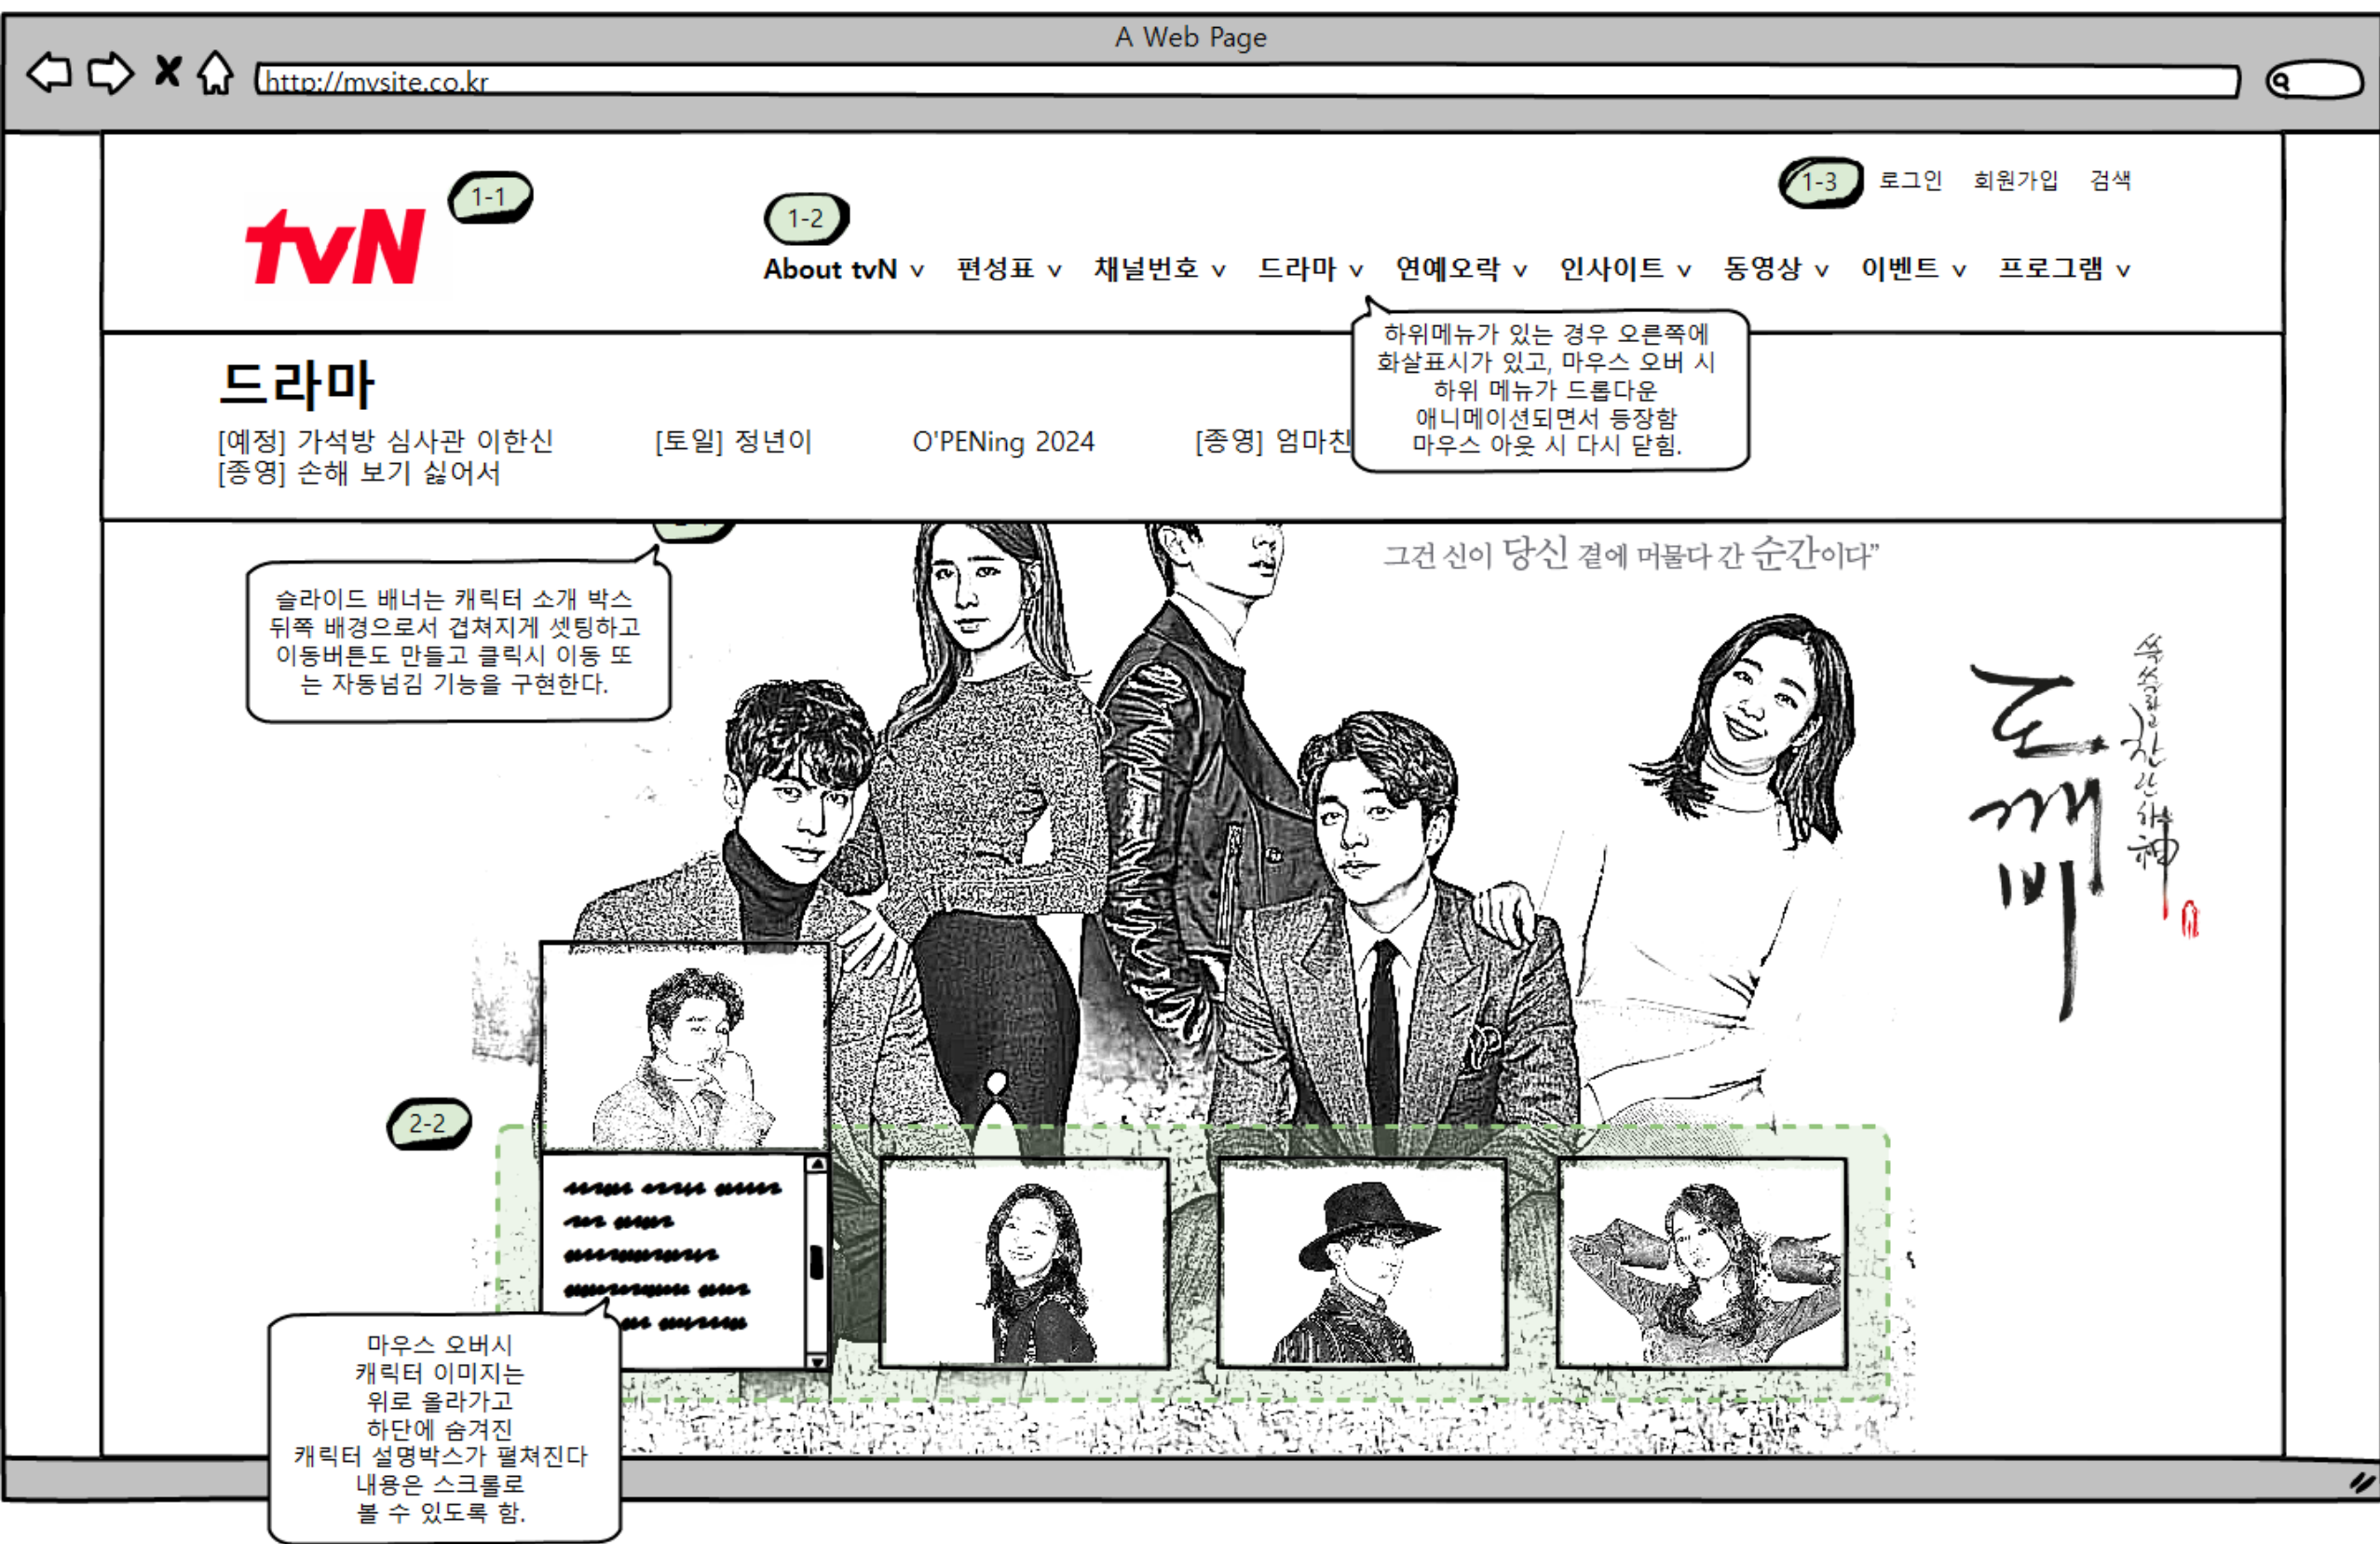 A Web Page
http://mysite.co.kr
1-1
1-2
1-3
로그인 회원가입 검색
tvN
About tvN v 편성표 v 채널번호 v 드라마 v 연예오락 v 인사이트 v 동영상 v 이벤트 v 프로그램 v
하위메뉴가 있는 경우 오른쪽에
화살표시가 있고, 마우스 오버 시
하위 메뉴가 드롭다운
애니메이션되면서 등장함
마우스 아웃 시 다시 닫힘.
드라마
[예정] 가석방 심사관 이한신 [토일] 정년이 O'PENing 2024 [종영] 엄마친
[종영] 손해 보기 싫어서
그건 신이 당신 곁에 머물다 간 순간이다”
슬라이드 배너는 캐릭터 소개 박스
뒤쪽 배경으로서 겹쳐지게 셋팅하고
이동버튼도 만들고 클릭시 이동 또
는 자동넘김 기능을 구현한다.
쓸쓸하고 찬란하神
도깨비
2-2
마우스 오버시
캐릭터 이미지는
위로 올라가고
하단에 숨겨진
캐릭터 설명박스가 펼쳐진다
내용은 스크롤로
볼 수 있도록 함.